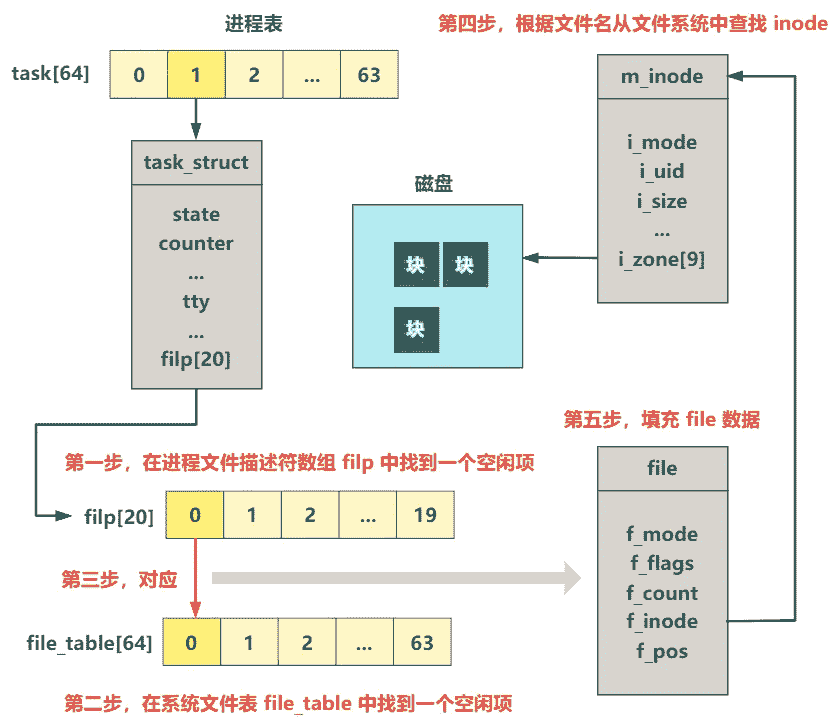 进程表
task[64]
0 1 2 ... 63
task_struct
state
counter
...
tty
...
filp[20]
磁盘
块 块
块
第四步，根据文件名从文件系统中查找 inode
m_inode
i_mode
i_uid
i_size
...
i_zone[9]
第一步，在进程文件描述符数组 filp 中找到一个空闲项
filp[20]
0 1 2 ... 19
第三步，对应
file_table[64]
0 1 2 ... 63
第二步，在系统文件表 file_table 中找到一个空闲项
第五步，填充 file 数据
file
f_mode
f_flags
f_count
f_inode
f_pos